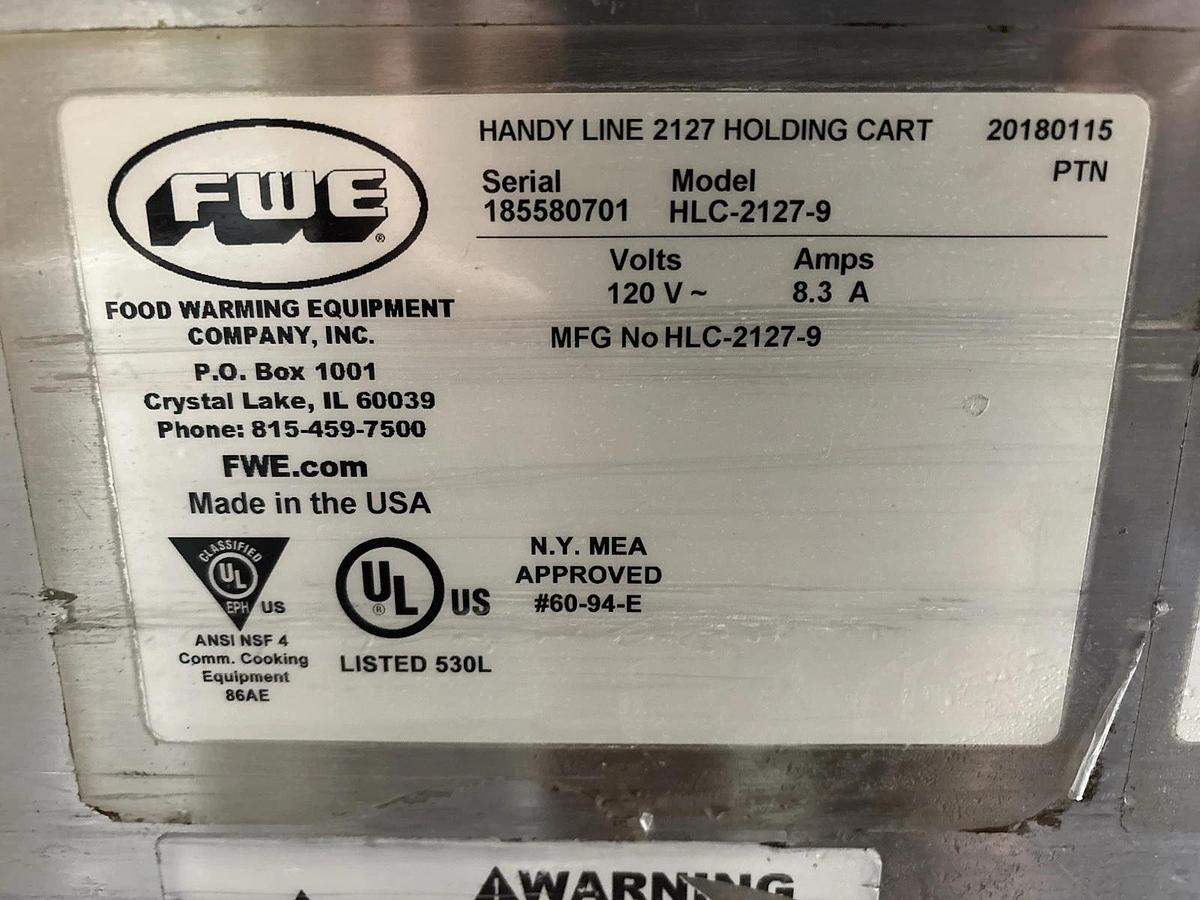 FWE®
FOOD WARMING EQUIPMENT
COMPANY, INC.
P.O. Box 1001
Crystal Lake, IL 60039
Phone: 815-459-7500
FWE.com
Made in the USA
HANDY LINE 2127 HOLDING CART 20180115
PTN
Serial Model
185580701 HLC-2127-9
Volts Amps
120 V ~ 8.3 A
MFG No HLC-2127-9
CLASSIFIED
UL
EPH US
ANSI NSF 4
Comm. Cooking
Equipment
86AE
UL® US
LISTED 530L
N.Y. MEA
APPROVED
#60-94-E
WARNING